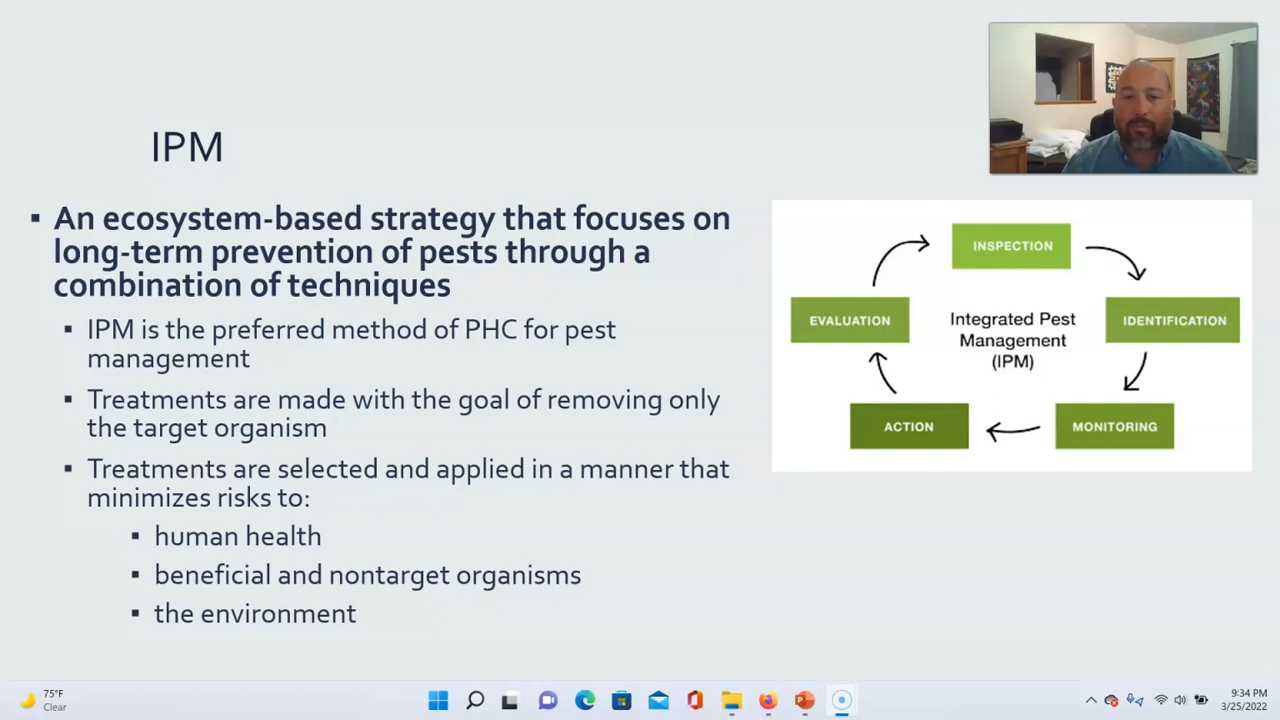 IPM
▪ An ecosystem-based strategy that focuses on
long-term prevention of pests through a
combination of techniques
▪ IPM is the preferred method of PHC for pest
management
▪ Treatments are made with the goal of removing only
the target organism
▪ Treatments are selected and applied in a manner that
minimizes risks to:
▪ human health
▪ beneficial and nontarget organisms
▪ the environment
INSPECTION
EVALUATION
Integrated Pest
Management
(IPM)
IDENTIFICATION
ACTION
MONITORING
75°F
Clear
9:34 PM
3/25/2022